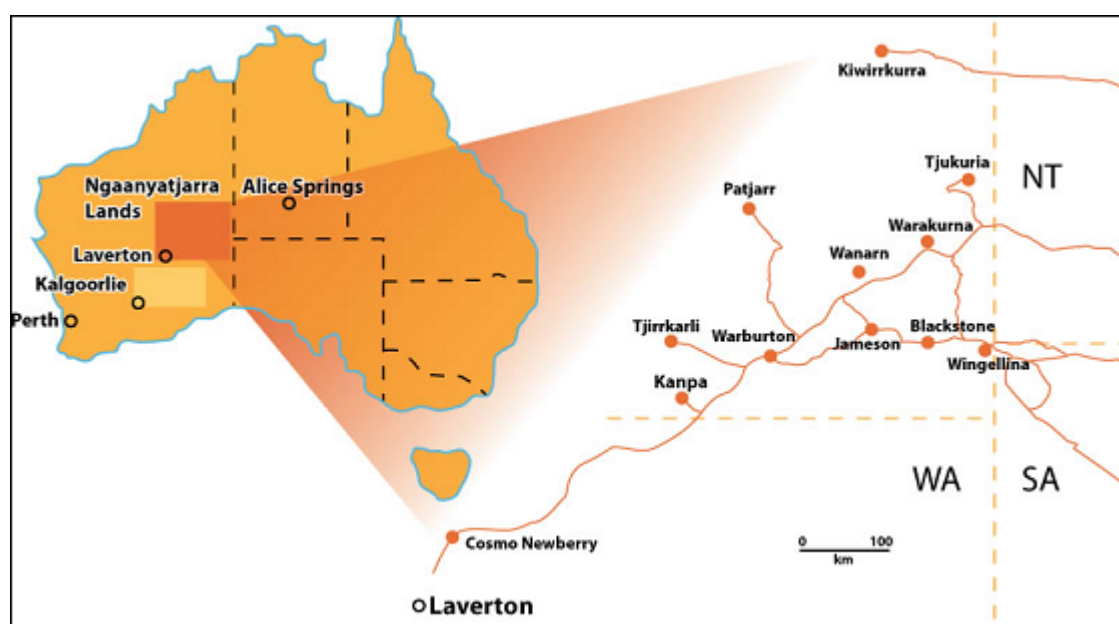 Ngaanyatjarra
Lands
Alice Springs
Laverton
Kalgoorlie
Perth
Kiwirrkurra
Tjukuria
NT
Patjarr
Warakurna
Wanarn
Tjirrkarli
Warburton
Blackstone
Jameson
Wingellina
Kanpa
WA
SA
0 100
km
Cosmo Newberry
Laverton